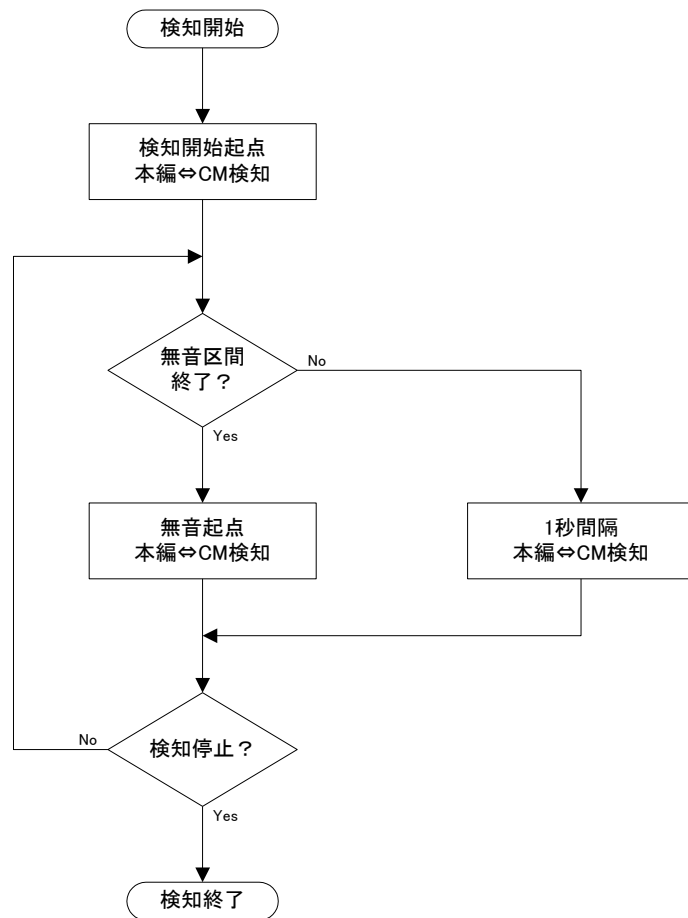 検知開始
検知開始起点
本編⇔CM検知
無音区間
終了？
No
Yes
無音起点
本編⇔CM検知
1秒間隔
本編⇔CM検知
検知停止？
No
Yes
検知終了